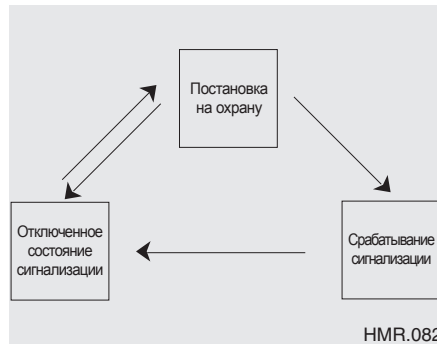 Постановка
на охрану
Отключенное
состояние
сигнализации
Срабатывание
сигнализации
HMR.082